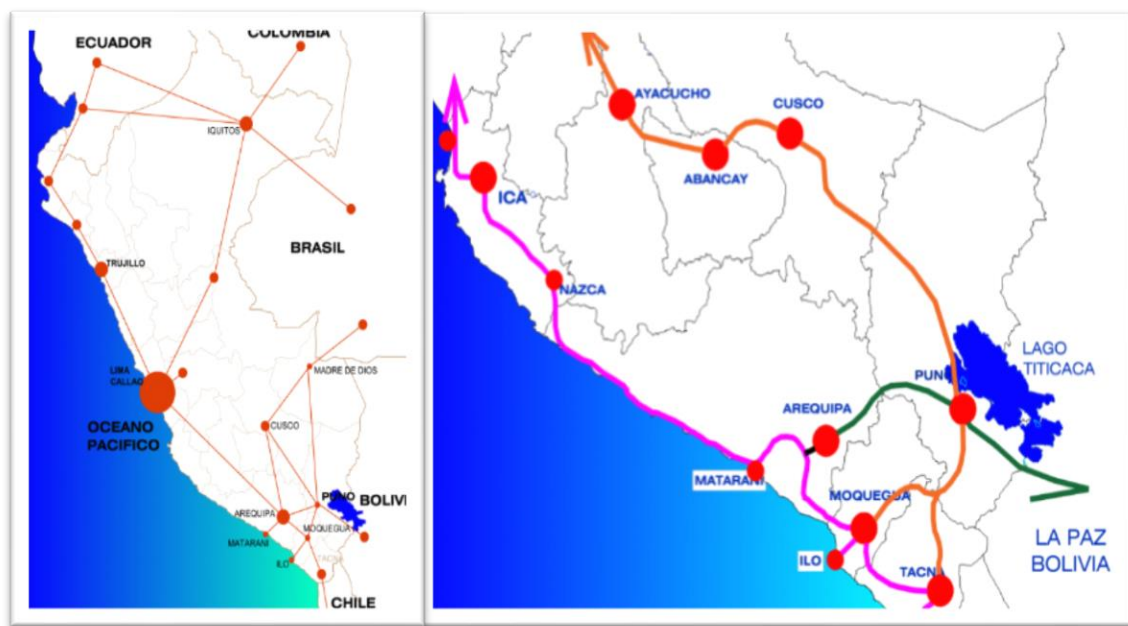 COLOMBIA
ECUADOR
IQUITOS
BRASIL
TRUJILLO
LIMA
CALLAO
MADRE DE DIOS
OCEANO
PACIFICO
CUSCO
PUNO
BOLIVI
AREQUIPA
MOQUEGUA
MATARANI
TACNA
ILO
CHILE
AYACUCHO
CUSCO
ABANCAY
ICA
NAZCA
LAGO
TITICACA
PUNO
AREQUIPA
MATARANI
MOQUEGUA
ILO
TACNA
LA PAZ
BOLIVIA